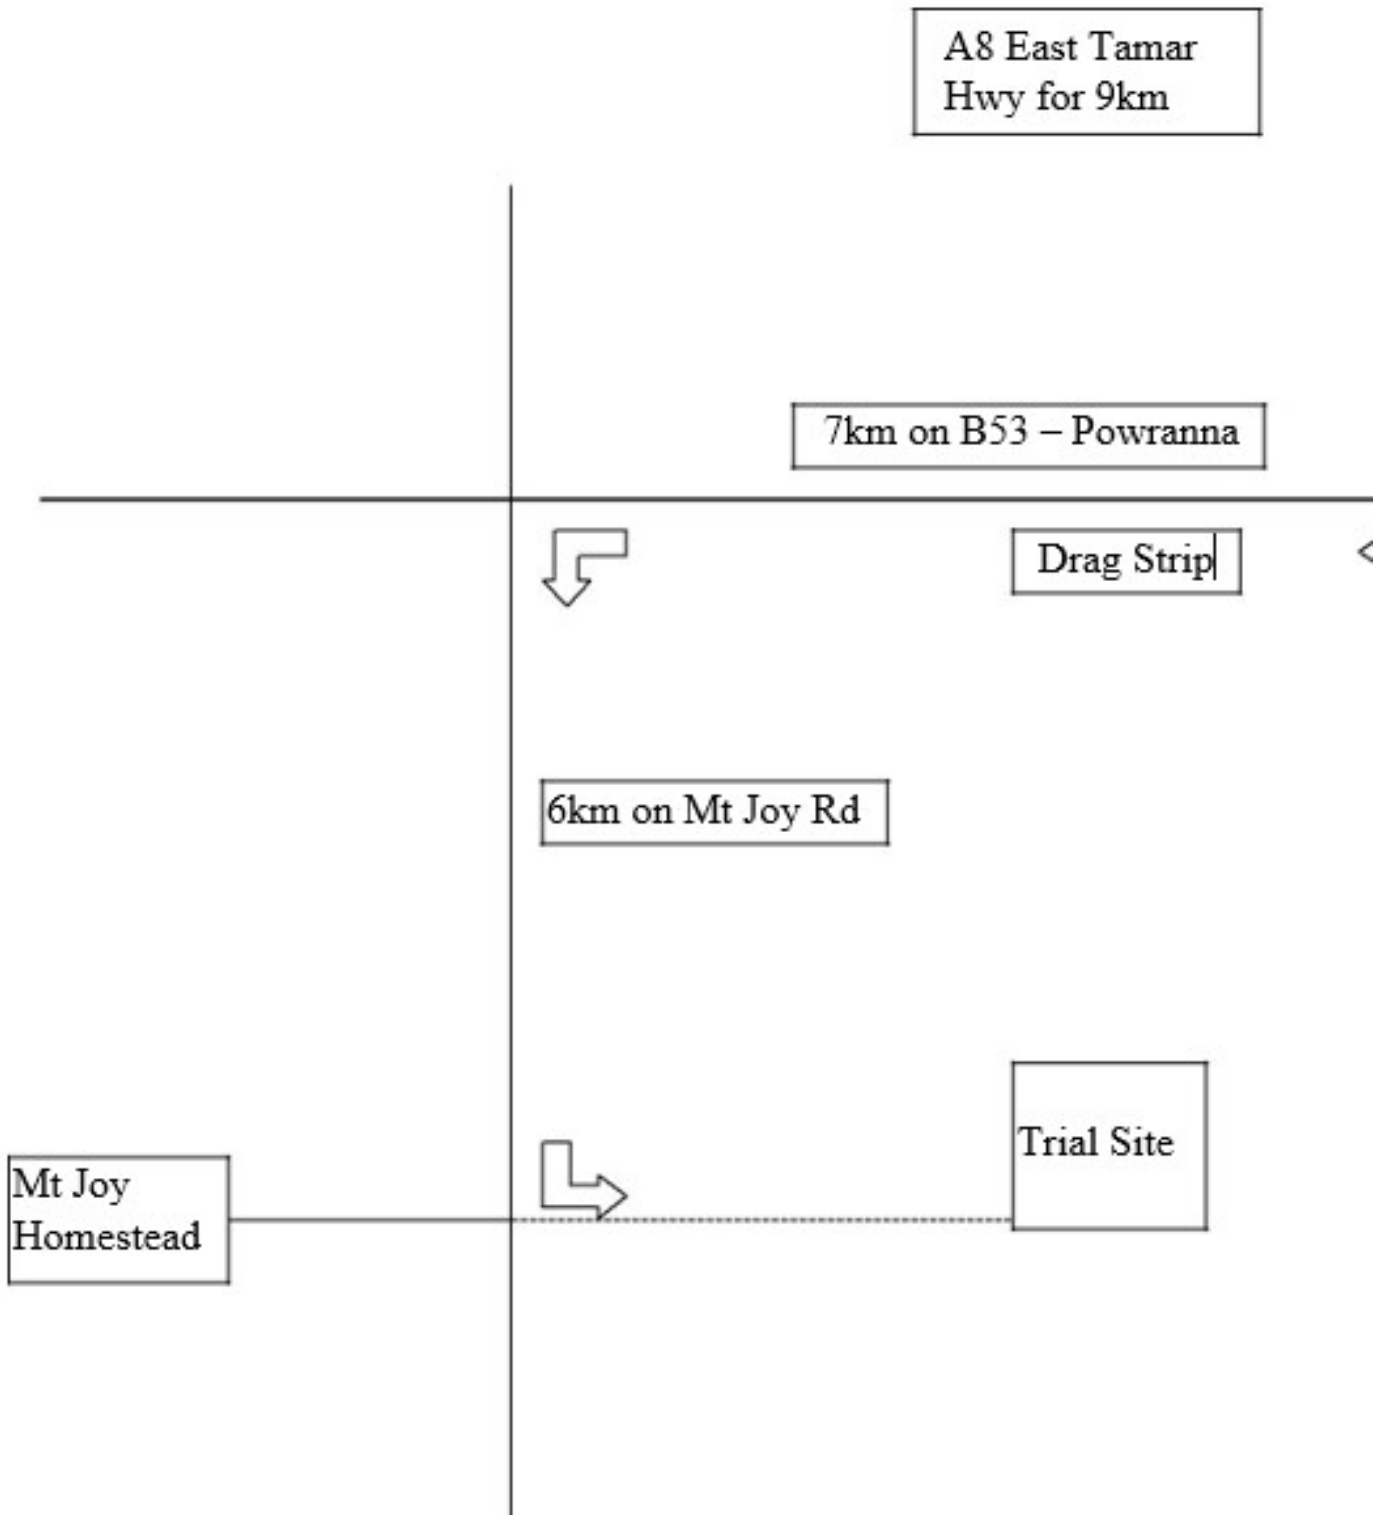 A8 East Tamar
Hwy for 9km
7km on B53 – Powranna
Drag Strip
6km on Mt Joy Rd
Trial Site
Mt Joy
Homestead